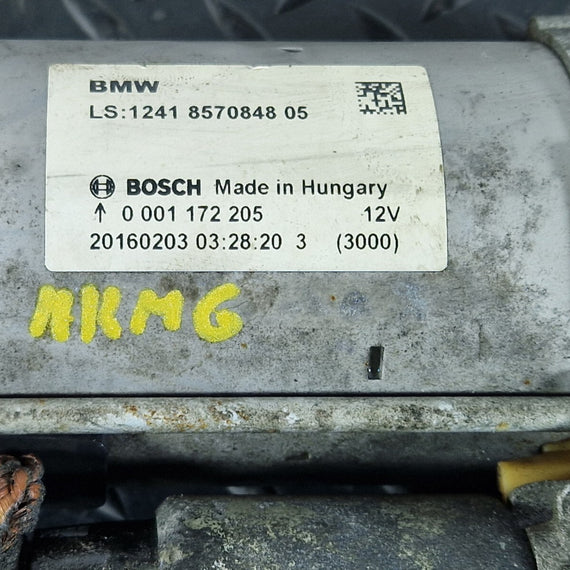 BMW
LS:1241 8570848 05
BOSCH Made in Hungary
↑ 0 001 172 205 12V
20160203 03:28:20 3 (3000)